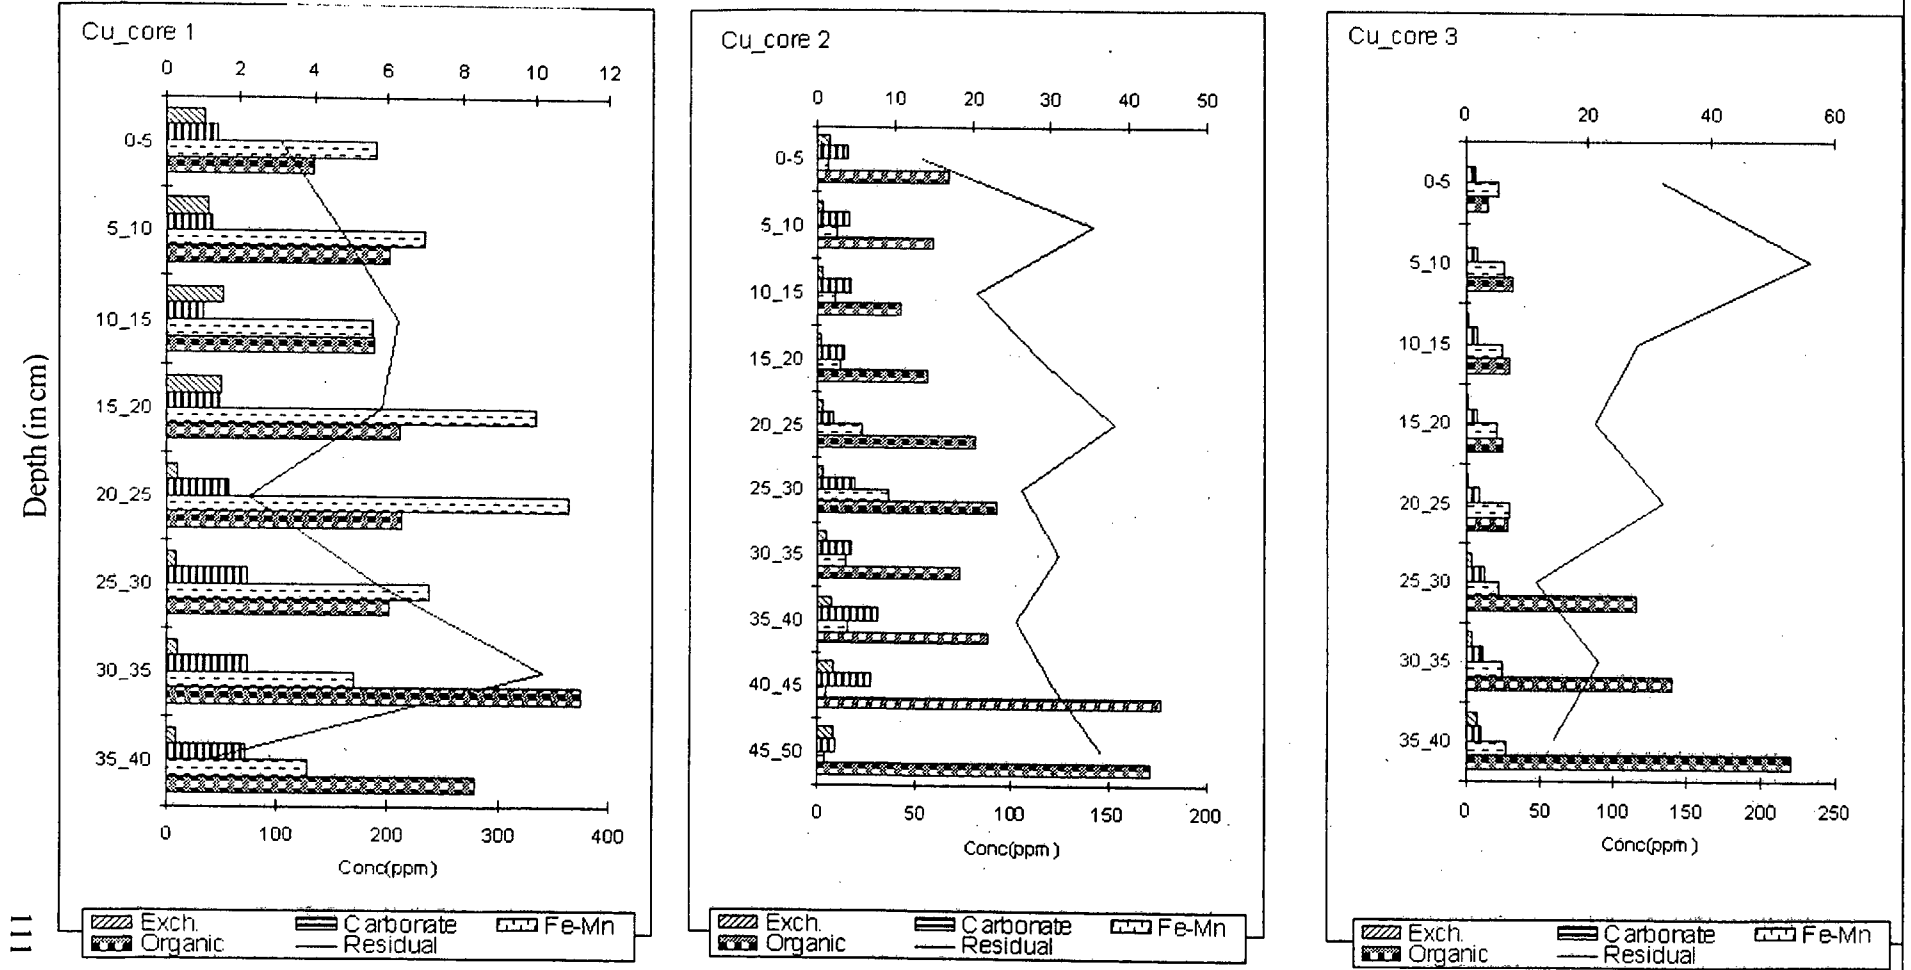 Depth (in cm)
111
Cu_core 1
0 2 4 6 8 10 12
0-5
5_10
10_15
15_20
20_25
25_30
30_35
35_40
0 100 200 300 400
Conc(ppm)
Exch. Carbonate Fe-Mn
Organic Residual
Cu_core 2
0 10 20 30 40 50
0-5
5_10
10_15
15_20
20_25
25_30
30_35
35_40
40_45
45_50
0 50 100 150 200
Conc(ppm)
Exch. Carbonate Fe-Mn
Organic Residual
Cu_core 3
0 20 40 60
0-5
5_10
10_15
15_20
20_25
25_30
30_35
35_40
0 50 100 150 200 250
Conc(ppm)
Exch. Carbonate Fe-Mn
Organic Residual